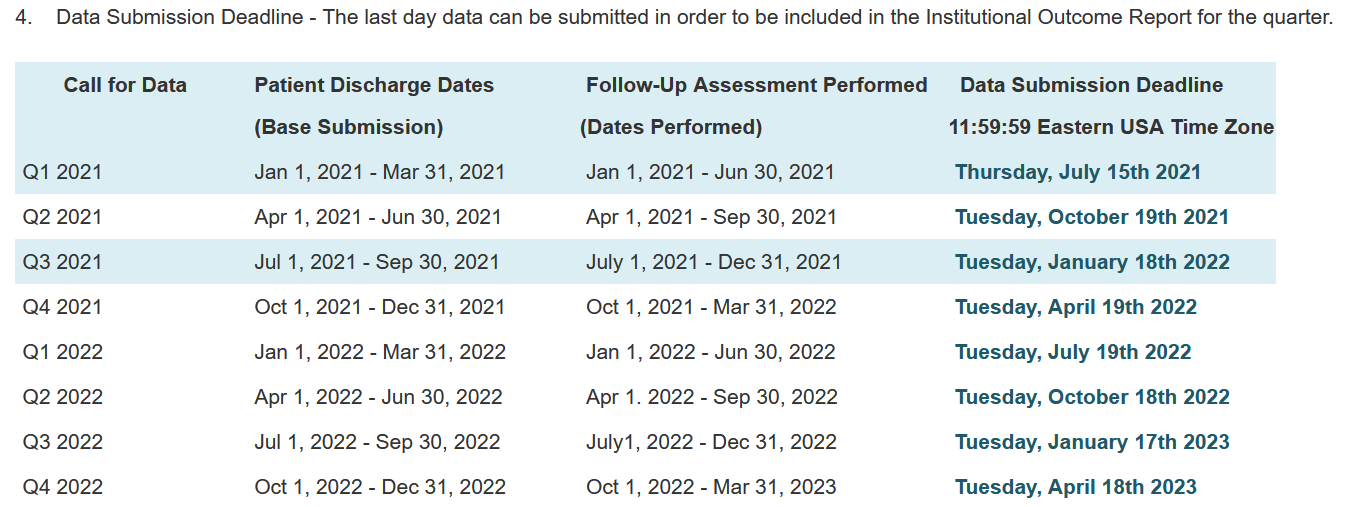 4. Data Submission Deadline - The last day data can be submitted in order to be included in the Institutional Outcome Report for the quarter.
Call for Data Patient Discharge Dates Follow-Up Assessment Performed Data Submission Deadline
(Base Submission) (Dates Performed) 11:59:59 Eastern USA Time Zone
Q1 2021 Jan 1, 2021 - Mar 31, 2021 Jan 1, 2021 - Jun 30, 2021 Thursday, July 15th 2021
Q2 2021 Apr 1, 2021 - Jun 30, 2021 Apr 1, 2021 - Sep 30, 2021 Tuesday, October 19th 2021
Q3 2021 Jul 1, 2021 - Sep 30, 2021 July 1, 2021 - Dec 31, 2021 Tuesday, January 18th 2022
Q4 2021 Oct 1, 2021 - Dec 31, 2021 Oct 1, 2021 - Mar 31, 2022 Tuesday, April 19th 2022
Q1 2022 Jan 1, 2022 - Mar 31, 2022 Jan 1, 2022 - Jun 30, 2022 Tuesday, July 19th 2022
Q2 2022 Apr 1, 2022 - Jun 30, 2022 Apr 1. 2022 - Sep 30, 2022 Tuesday, October 18th 2022
Q3 2022 Jul 1, 2022 - Sep 30, 2022 July1, 2022 - Dec 31, 2022 Tuesday, January 17th 2023
Q4 2022 Oct 1, 2022 - Dec 31, 2022 Oct 1, 2022 - Mar 31, 2023 Tuesday, April 18th 2023